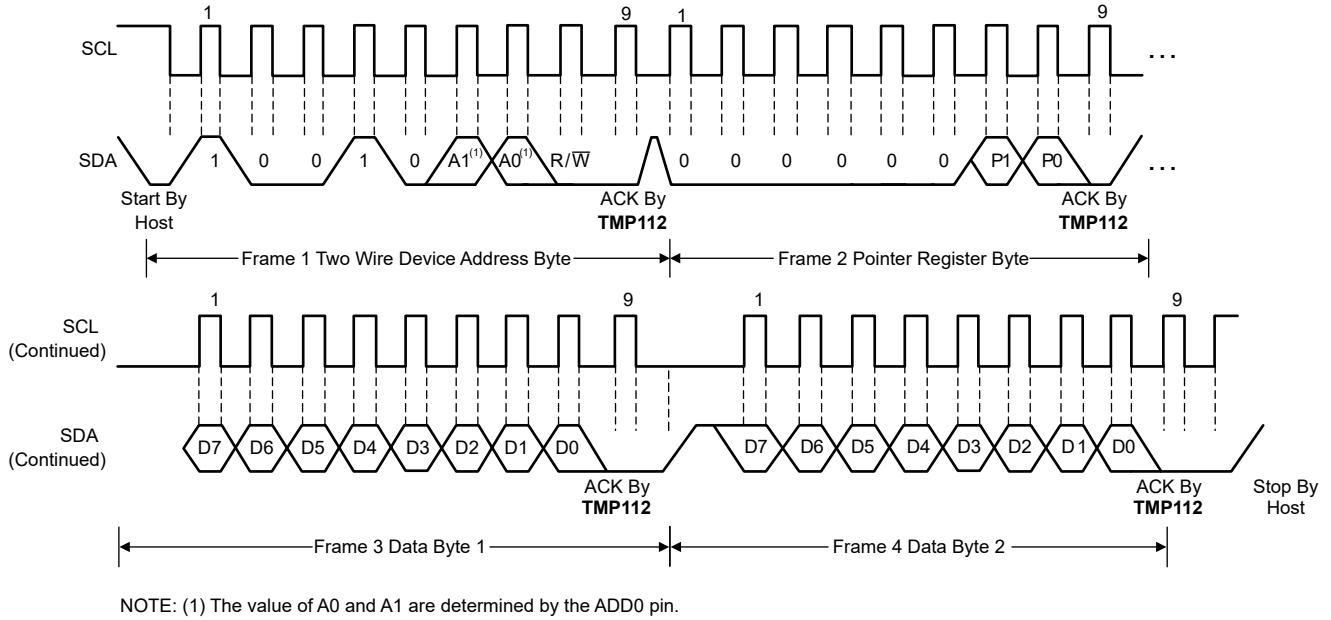 1 9 1 9
SCL ...
SDA 1 0 0 1 0 A1(1) A0(1) R/W̅ 0 0 0 0 0 0 P1 P0 ...
Start By Host
ACK By TMP112
ACK By TMP112
Frame 1 Two Wire Device Address Byte
Frame 2 Pointer Register Byte
1 9 1 9
SCL (Continued)
SDA (Continued)
D7 D6 D5 D4 D3 D2 D1 D0 D7 D6 D5 D4 D3 D2 D1 D0
ACK By TMP112
ACK By TMP112
Stop By Host
Frame 3 Data Byte 1
Frame 4 Data Byte 2
NOTE: (1) The value of A0 and A1 are determined by the ADD0 pin.